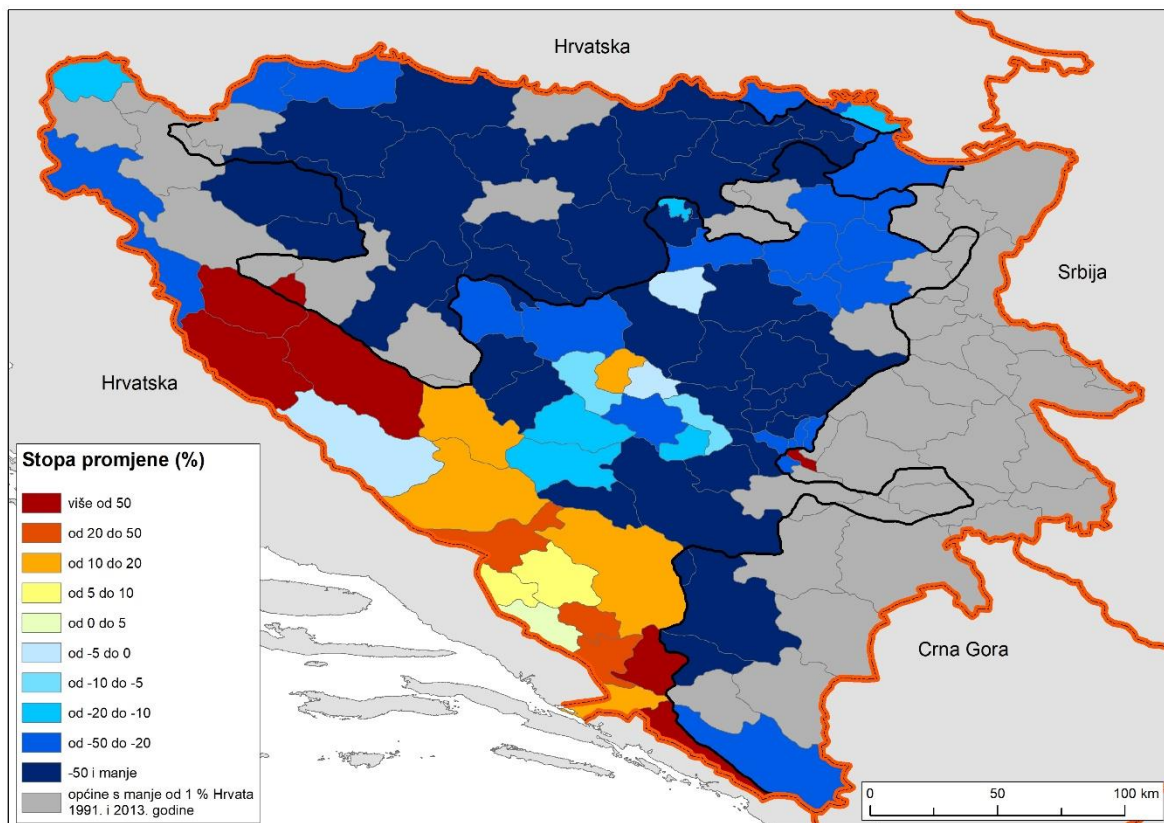 Hrvatska
Srbija
Hrvatska
Crna Gora
Stopa promjene (%)
više od 50
od 20 do 50
od 10 do 20
od 5 do 10
od 0 do 5
od -5 do 0
od -10 do -5
od -20 do -10
od -50 do -20
-50 i manje
općine s manje od 1 % Hrvata
1991. i 2013. godine
0 50 100 km